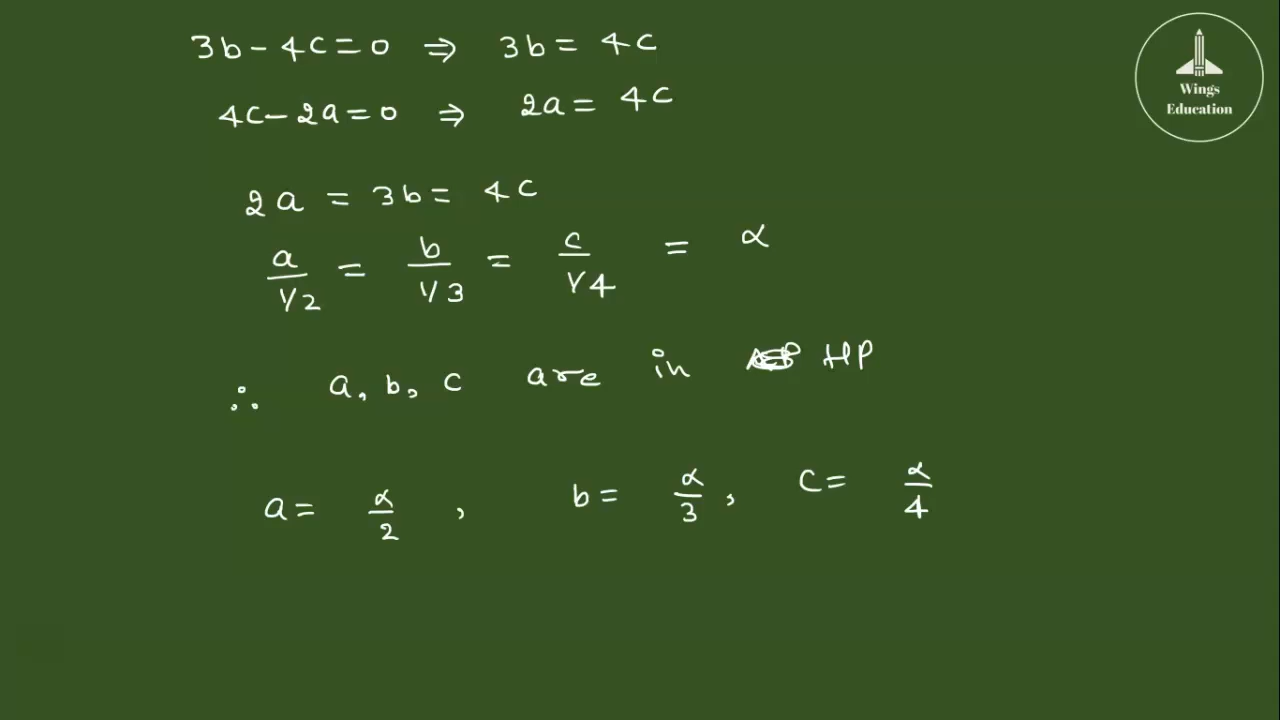 3b - 4c = 0 ⇒ 3b = 4c
4c - 2a = 0 ⇒ 2a = 4c
2a = 3b = 4c
a/(1/2) = b/(1/3) = c/(1/4) = α
∴ a, b, c are in HP
a = α/2 , b = α/3 , c = α/4
Wings
Education